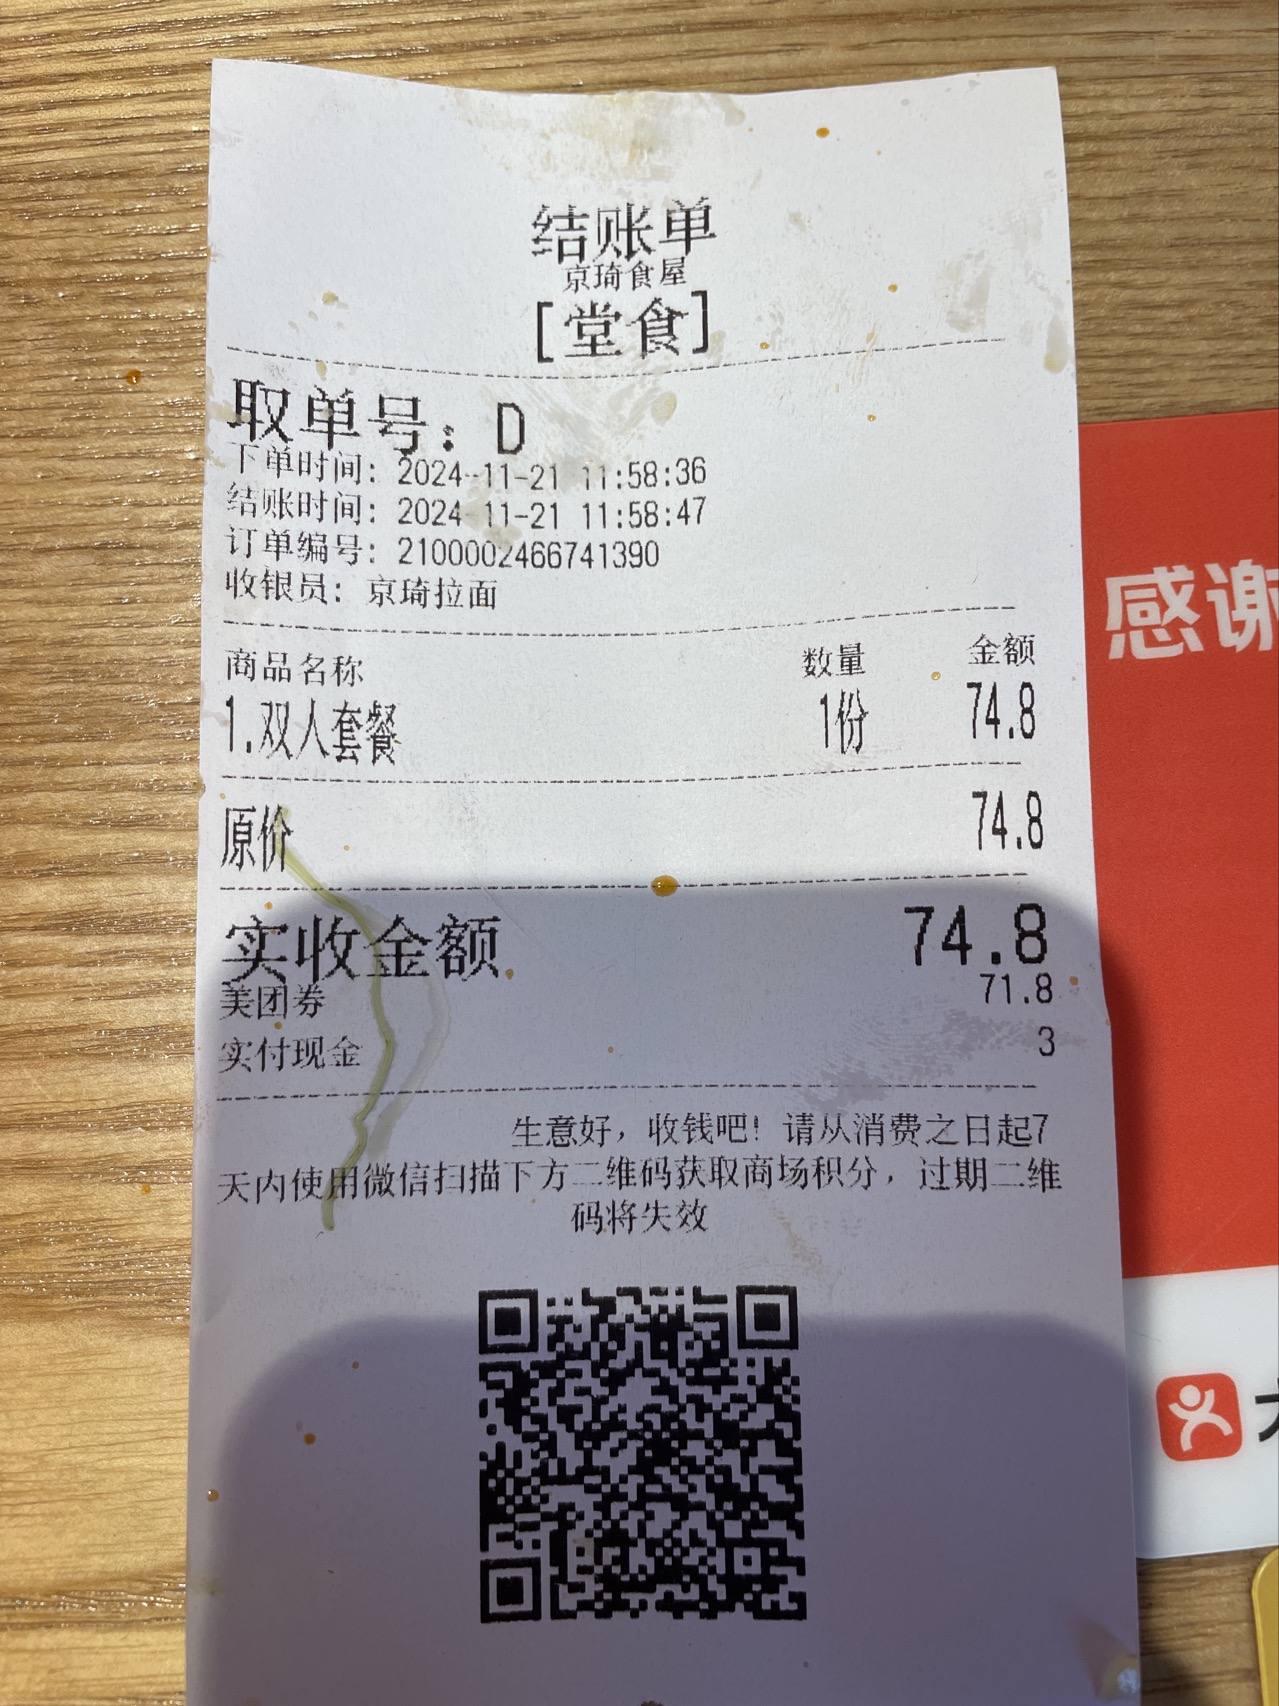 结账单
京琦食屋
[堂食]
取单号: D
下单时间: 2024-11-21 11:58:36
结账时间: 2024-11-21 11:58:47
订单编号: 2100002466741390
收银员: 京琦拉面
商品名称 数量 金额
1.双人套餐 1份 74.8
原价 74.8
实收金额 74.8
美团券 71.8
实付现金 3
生意好，收钱吧！请从消费之日起7
天内使用微信扫描下方二维码获取商场积分，过期二维
码将失效
感谢